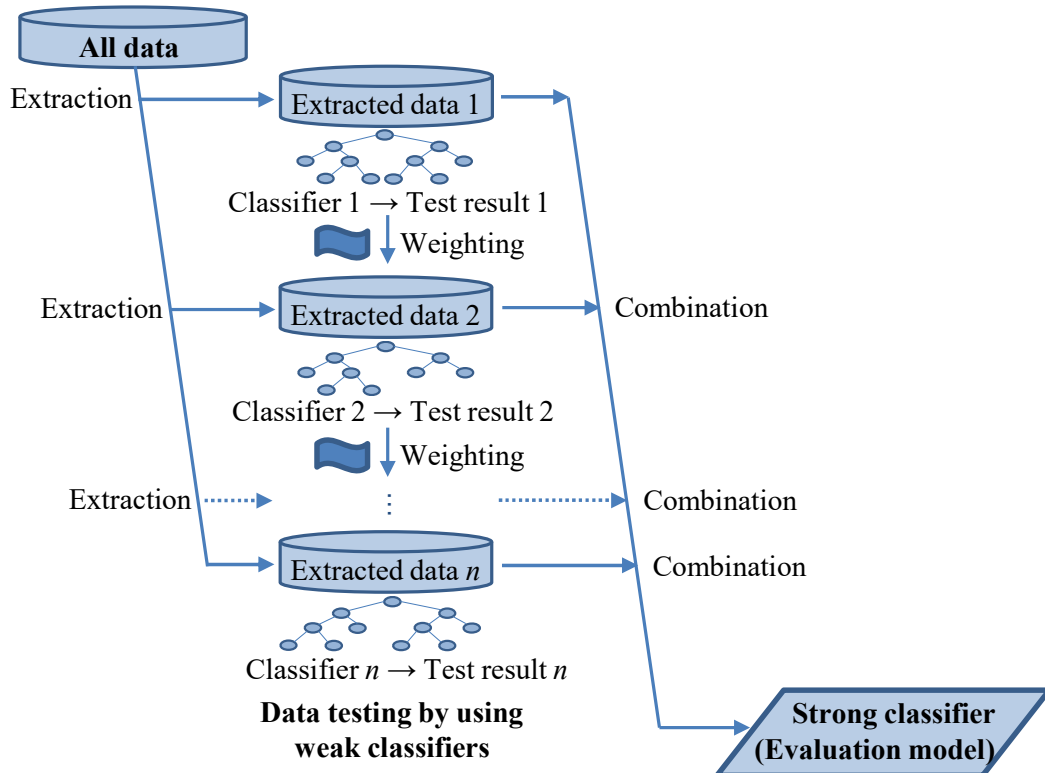 All data
Extraction
Extracted data 1
Classifier 1 → Test result 1
Weighting
Extraction
Extracted data 2
Combination
Classifier 2 → Test result 2
Weighting
Extraction
⋮
Combination
Extracted data n
Combination
Classifier n → Test result n
Data testing by using
weak classifiers
Strong classifier
(Evaluation model)